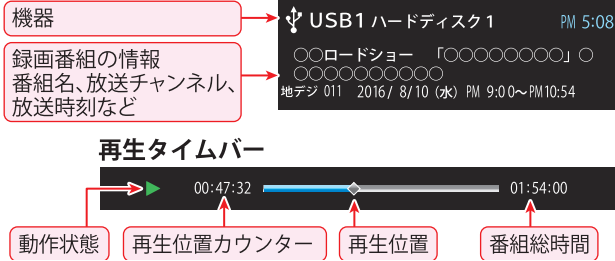 機器
USB1 ハードディスク1 PM 5:08
録画番組の情報
番組名、放送チャンネル、
放送時刻など
○○ロードショー 「○○○○○○○○」○
○○○○○○○○○○
地デジ 011 2016/ 8/10 (水) PM 9:00~PM10:54
再生タイムバー
00:47:32 01:54:00
動作状態 再生位置カウンター 再生位置 番組総時間